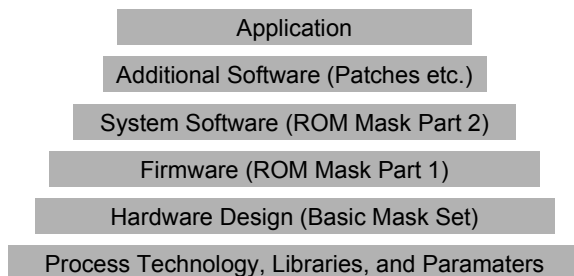 Application
Additional Software (Patches etc.)
System Software (ROM Mask Part 2)
Firmware (ROM Mask Part 1)
Hardware Design (Basic Mask Set)
Process Technology, Libraries, and Paramaters